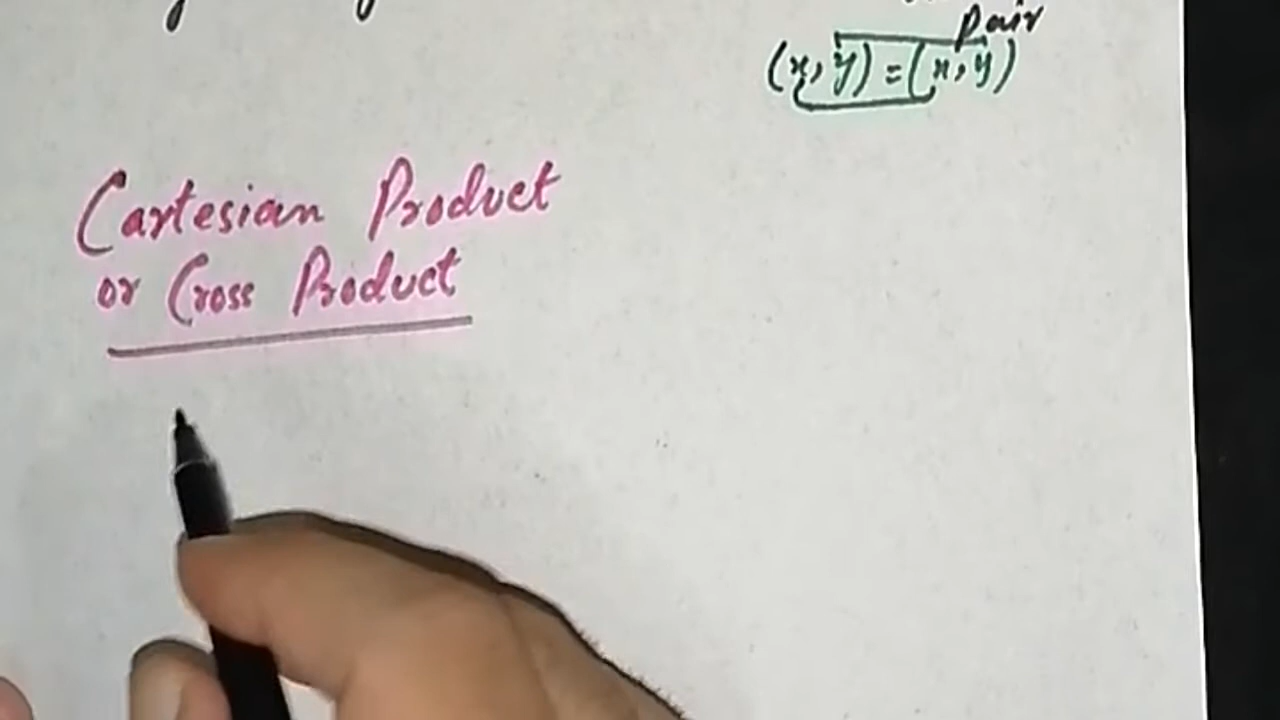 pair
(x, y) = (x, y)
Cartesian Product
or Cross Product